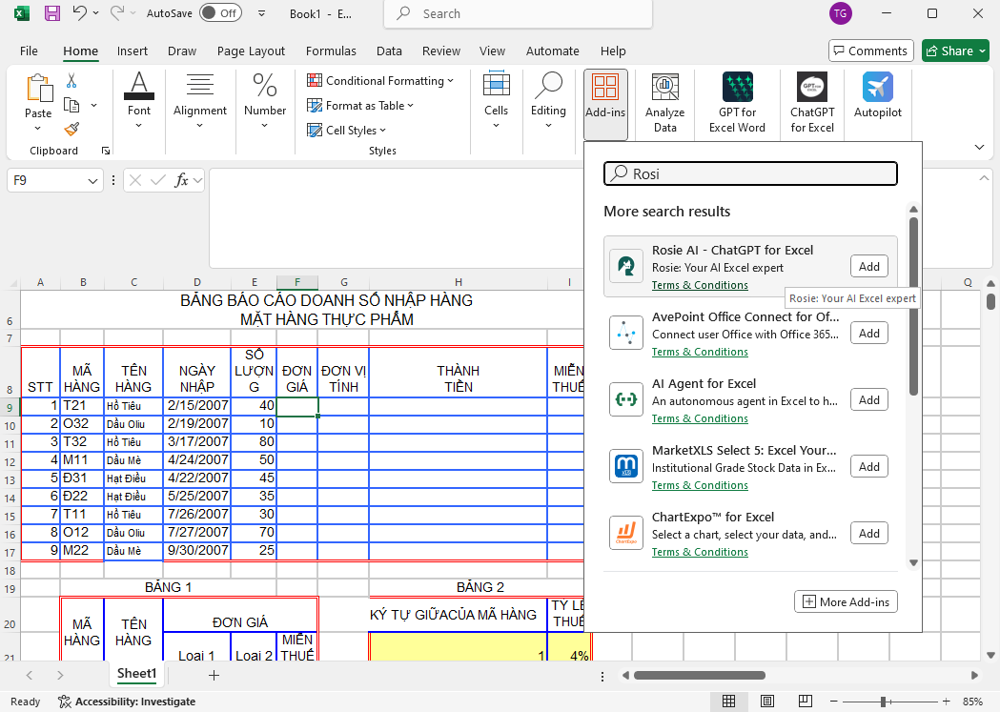 AutoSave Off Book1 - E... Search TG
File Home Insert Draw Page Layout Formulas Data Review View Automate Help Comments Share
Paste
Clipboard
Font
Alignment
Number
Conditional Formatting
Format as Table
Cell Styles
Styles
Cells
Editing
Add-ins
Analyze
Data
GPT for
Excel Word
ChatGPT
for Excel
Autopilot
F9 fx
Rosi
More search results
Rosie AI - ChatGPT for Excel
Rosie: Your AI Excel expert
Terms & Conditions
Add
Rosie: Your AI Excel expert
AvePoint Office Connect for Of...
Connect user Office with Office 365...
Terms & Conditions
Add
AI Agent for Excel
An autonomous agent in Excel to h...
Terms & Conditions
Add
MarketXLS Select 5: Excel Your...
Institutional Grade Stock Data in Ex...
Terms & Conditions
Add
ChartExpo™ for Excel
Select a chart, select your data, and...
Terms & Conditions
Add
More Add-ins
A B C D E F G H I Q
6 BẢNG BÁO CÁO DOANH SỐ NHẬP HÀNG
MẶT HÀNG THỰC PHẨM
7
8 STT MÃ HÀNG TÊN HÀNG NGÀY NHẬP SỐ LƯỢNG ĐƠN GIÁ ĐƠN VỊ TÍNH THÀNH TIỀN MIỄN THUẾ
9 1 T21 Hồ Tiêu 2/15/2007 40
10 2 O32 Dầu Oliu 2/19/2007 10
11 3 T32 Hồ Tiêu 3/17/2007 80
12 4 M11 Dầu Mè 4/24/2007 50
13 5 Đ31 Hạt Điều 4/22/2007 45
14 6 Đ22 Hạt Điều 5/25/2007 35
15 7 T11 Hồ Tiêu 7/26/2007 30
16 8 O12 Dầu Oliu 7/27/2007 70
17 9 M22 Dầu Mè 9/30/2007 25
18
19 BẢNG 1 BẢNG 2
20 MÃ HÀNG TÊN HÀNG ĐƠN GIÁ KÝ TỰ GIỮACỦA MÃ HÀNG TỶ LỆ THUẾ
21 Loại 1 Loại 2 MIỄN THUẾ 1 4%
Sheet1
Ready Accessibility: Investigate 85%